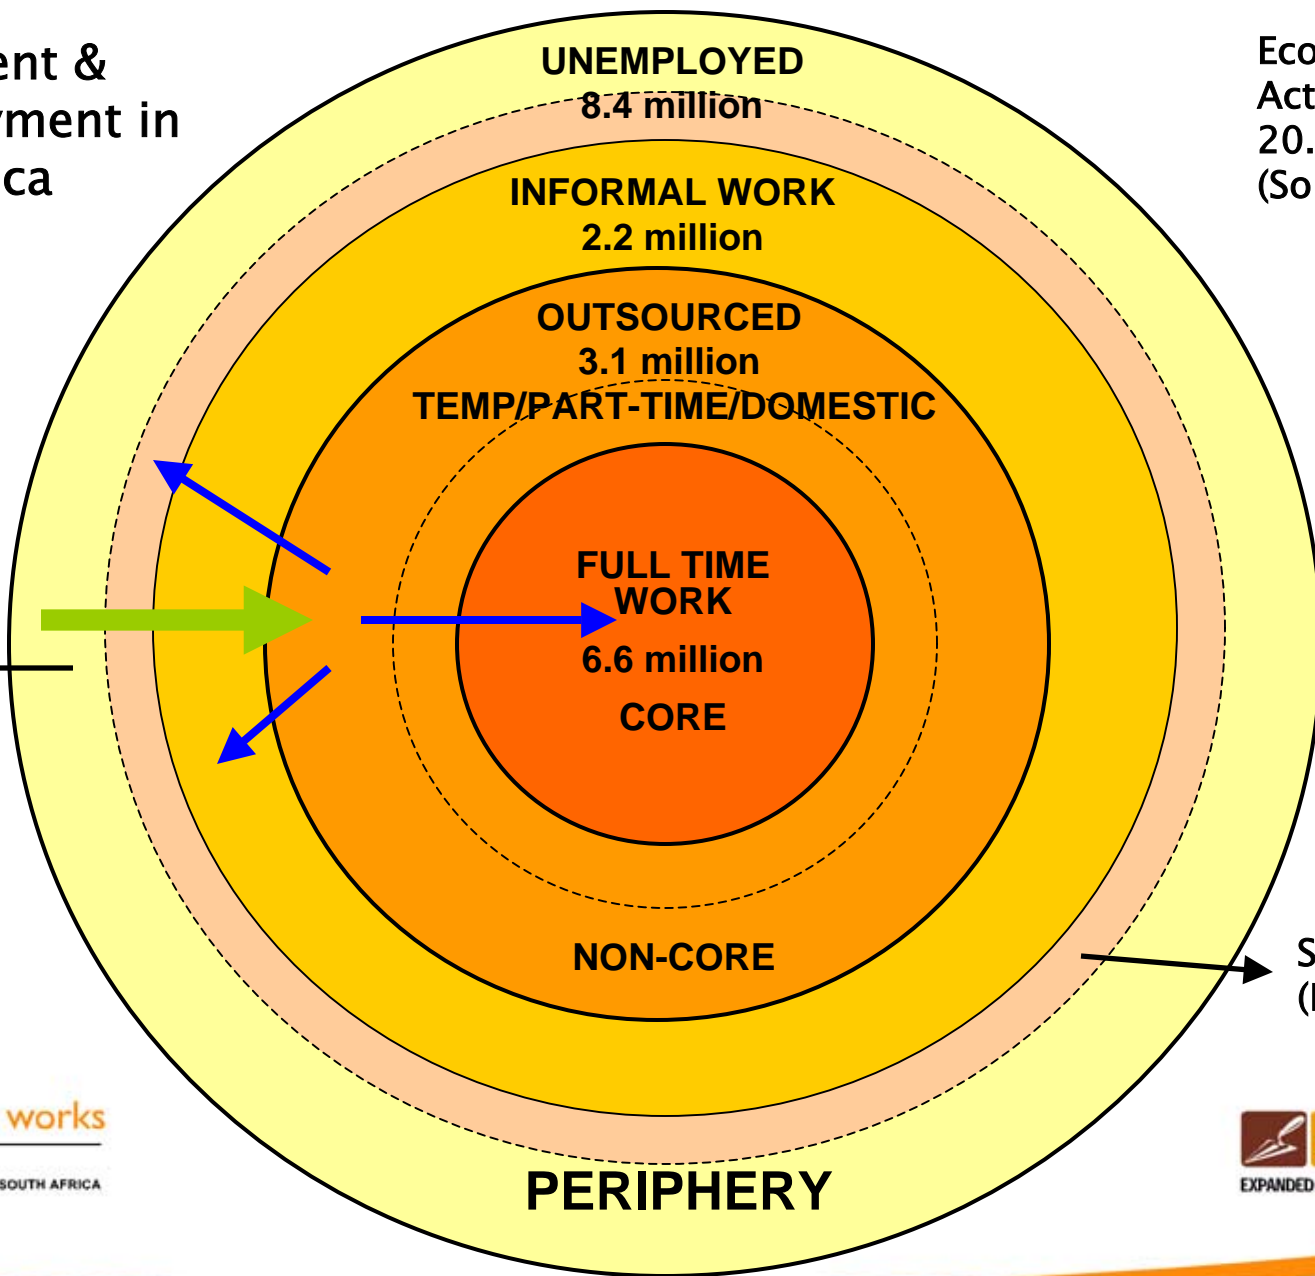 ent &
yment in
ca
Eco
Act
20.
(So
UNEMPLOYED
8.4 million
INFORMAL WORK
2.2 million
OUTSOURCED
3.1 million
TEMP/PART-TIME/DOMESTIC
FULL TIME
WORK
6.6 million
CORE
NON-CORE
S
(
PERIPHERY
works
SOUTH AFRICA
EXPANDED